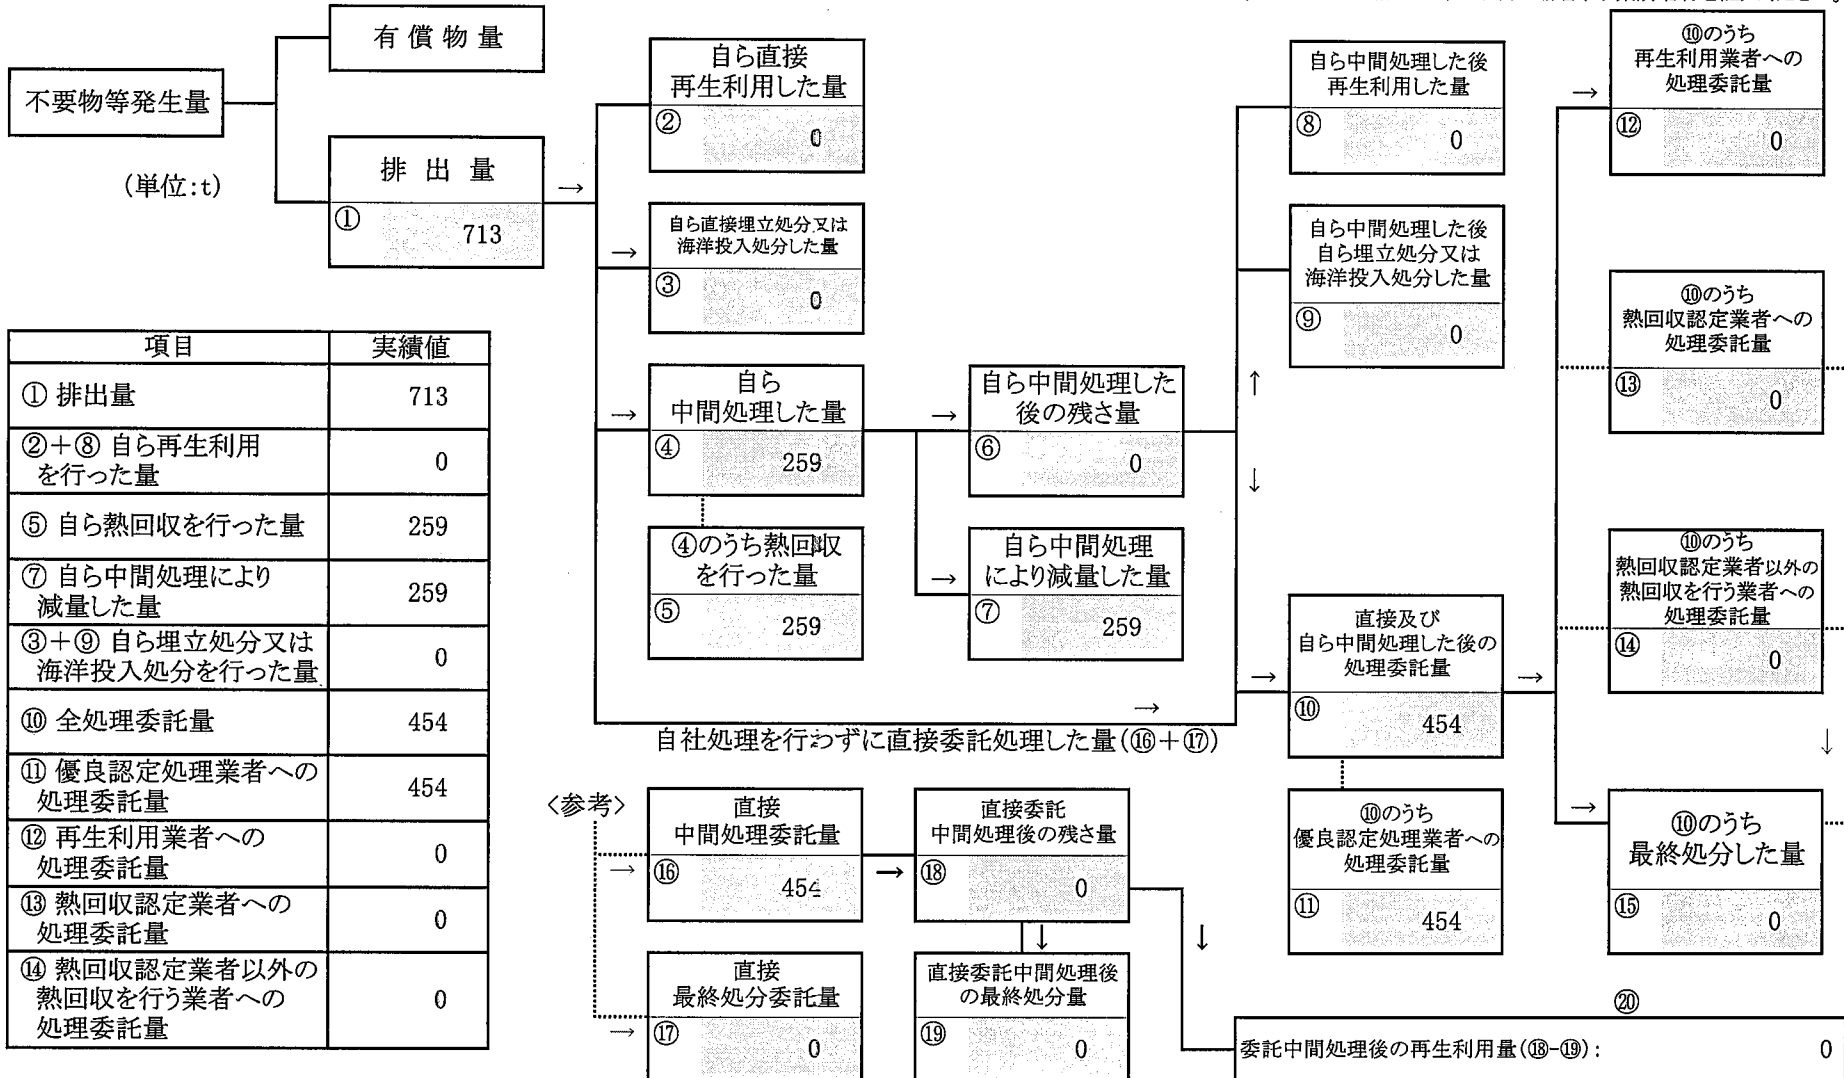 不要物等発生量
(単位:t)
有償物量
排出量
① 713
項目 実績値
① 排出量 713
②+⑧ 自ら再生利用
を行った量 0
⑤ 自ら熱回収を行った量 259
⑦ 自ら中間処理により
減量した量 259
③+⑨ 自ら埋立処分又は
海洋投入処分を行った量 0
⑩ 全処理委託量 454
⑪ 優良認定処理業者への
処理委託量 454
⑫ 再生利用業者への
処理委託量 0
⑬ 熱回収認定業者への
処理委託量 0
⑭ 熱回収認定業者以外の
熱回収を行う業者への
処理委託量 0
→
自ら直接
再生利用した量
② 0
→
自ら直接埋立処分又は
海洋投入処分した量
③ 0
→
自ら
中間処理した量
④ 259
④のうち熱回収
を行った量
⑤ 259
→
自ら中間処理した
後の残さ量
⑥ 0
→
自ら中間処理
により減量した量
⑦ 259
→
自社処理を行わずに直接委託処理した量(⑯+⑰)
↑
↓
自ら中間処理した後
再生利用した量
⑧ 0
自ら中間処理した後
自ら埋立処分又は
海洋投入処分した量
⑨ 0
→
直接及び
自ら中間処理した後の
処理委託量
⑩ 454
⑩のうち
優良認定処理業者への
処理委託量
⑪ 454
→
→
⑩のうち
再生利用業者への
処理委託量
⑫ 0
⑩のうち
熱回収認定業者への
処理委託量
⑬ 0
⑩のうち
熱回収認定業者以外の
熱回収を行う業者への
処理委託量
⑭ 0
↓
→
⑩のうち
最終処分した量
⑮ 0
〈参考〉
→
直接
中間処理委託量
⑯ 454
→
直接委託
中間処理後の残さ量
⑱ 0
↓
↓
→
直接
最終処分委託量
⑰ 0
直接委託中間処理後
の最終処分量
⑲ 0
⑳
委託中間処理後の再生利用量(⑱-⑲): 0